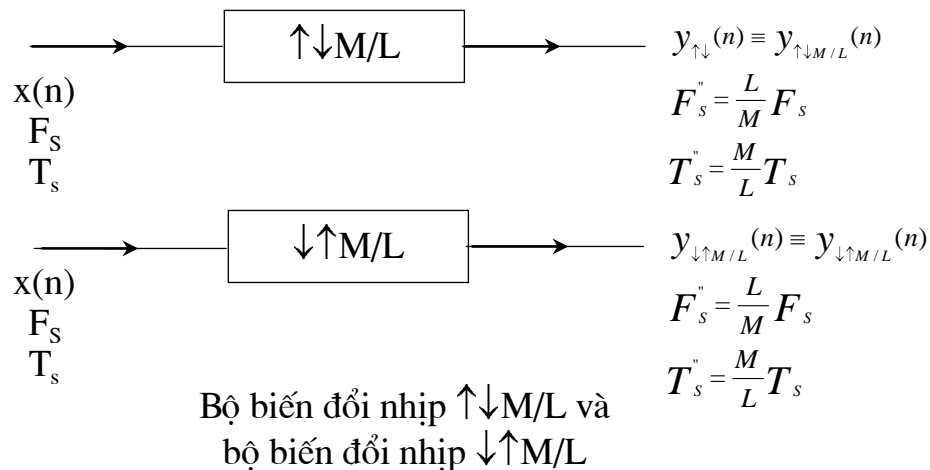 ↑↓M/L
y↑↓(n) ≡ y↑↓M/L(n)
x(n)
F"S = L/M FS
FS
Ts
T"S = M/L TS
↓↑M/L
y↓↑M/L(n) ≡ y↓↑M/L(n)
x(n)
F"S = L/M FS
FS
Ts
T"S = M/L TS
Bộ biến đổi nhịp ↑↓M/L và
bộ biến đổi nhịp ↓↑M/L